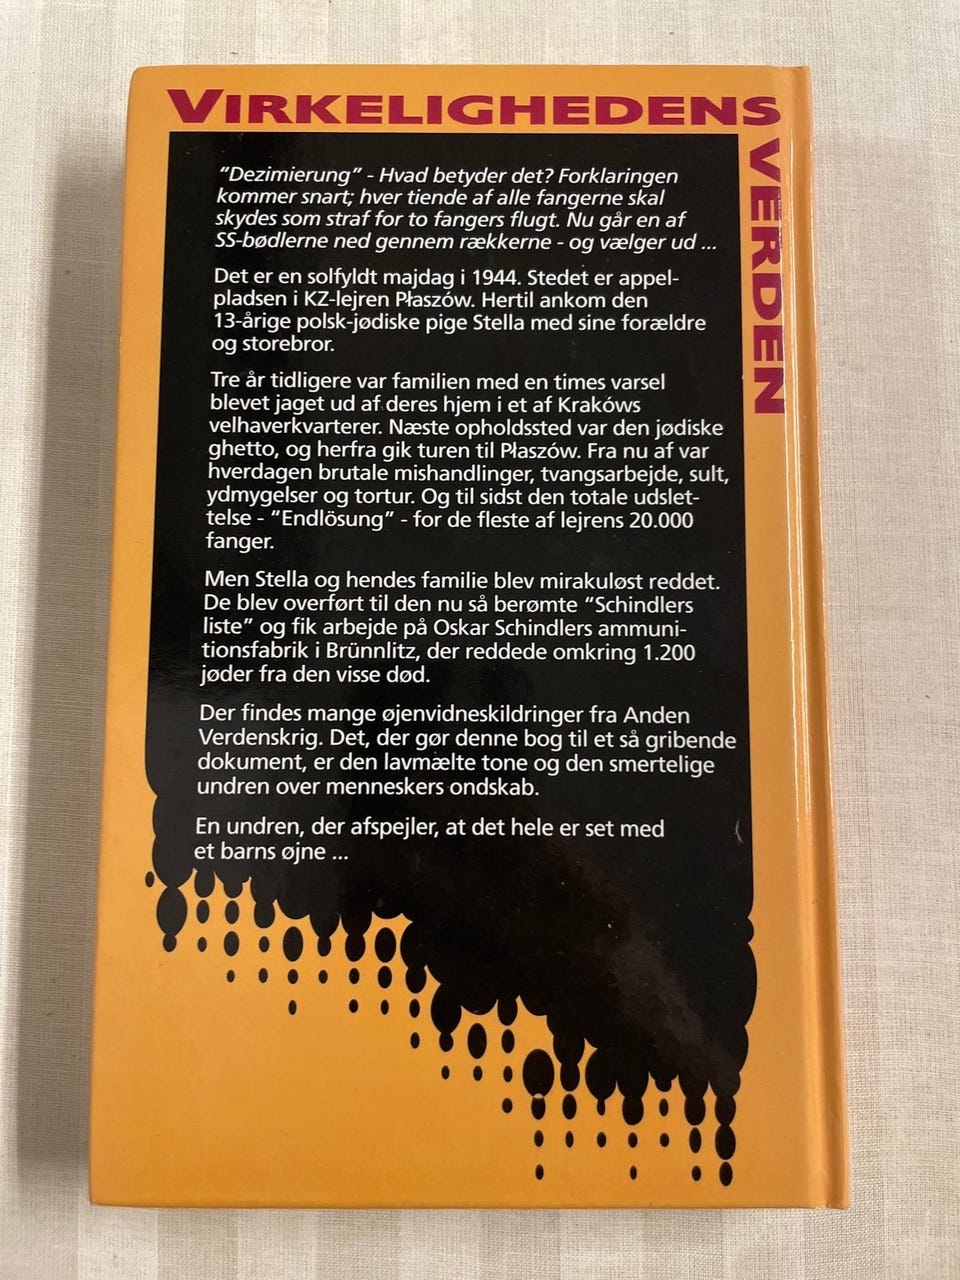 VIRKELIGHEDENS
VERDEN
"Dezimierung" - Hvad betyder det? Forklaringen
kommer snart; hver tiende af alle fangerne skal
skydes som straf for to fangers flugt. Nu går en af
SS-bødlerne ned gennem rækkerne - og vælger ud ...
Det er en solfyldt majdag i 1944. Stedet er appel-
pladsen i KZ-lejren Płaszów. Hertil ankom den
13-årige polsk-jødiske pige Stella med sine forældre
og storebror.
Tre år tidligere var familien med en times varsel
blevet jaget ud af deres hjem i et af Krakóws
velhaverkvarterer. Næste opholdssted var den jødiske
ghetto, og herfra gik turen til Płaszów. Fra nu af var
hverdagen brutale mishandlinger, tvangsarbejde, sult,
ydmygelser og tortur. Og til sidst den totale udslet-
telse - "Endlösung" - for de fleste af lejrens 20.000
fanger.
Men Stella og hendes familie blev mirakuløst reddet.
De blev overført til den nu så berømte "Schindlers
liste" og fik arbejde på Oskar Schindlers ammuni-
tionsfabrik i Brünnlitz, der reddede omkring 1.200
jøder fra den visse død.
Der findes mange øjenvidneskildringer fra Anden
Verdenskrig. Det, der gør denne bog til et så gribende
dokument, er den lavmælte tone og den smertelige
undren over menneskers ondskab.
En undren, der afspejler, at det hele er set med
et barns øjne ...